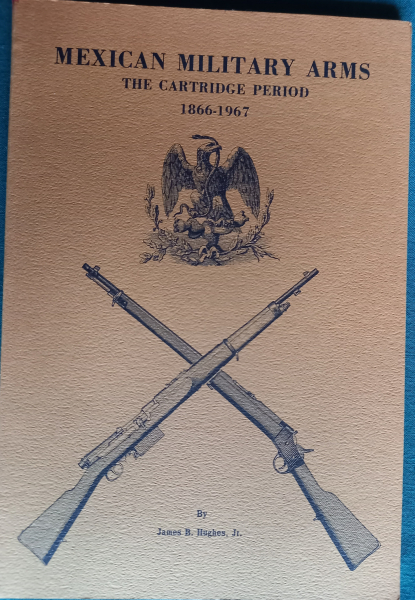 MEXICAN MILITARY ARMS
THE CARTRIDGE PERIOD
1866-1967
By
James B. Hughes, Jr.